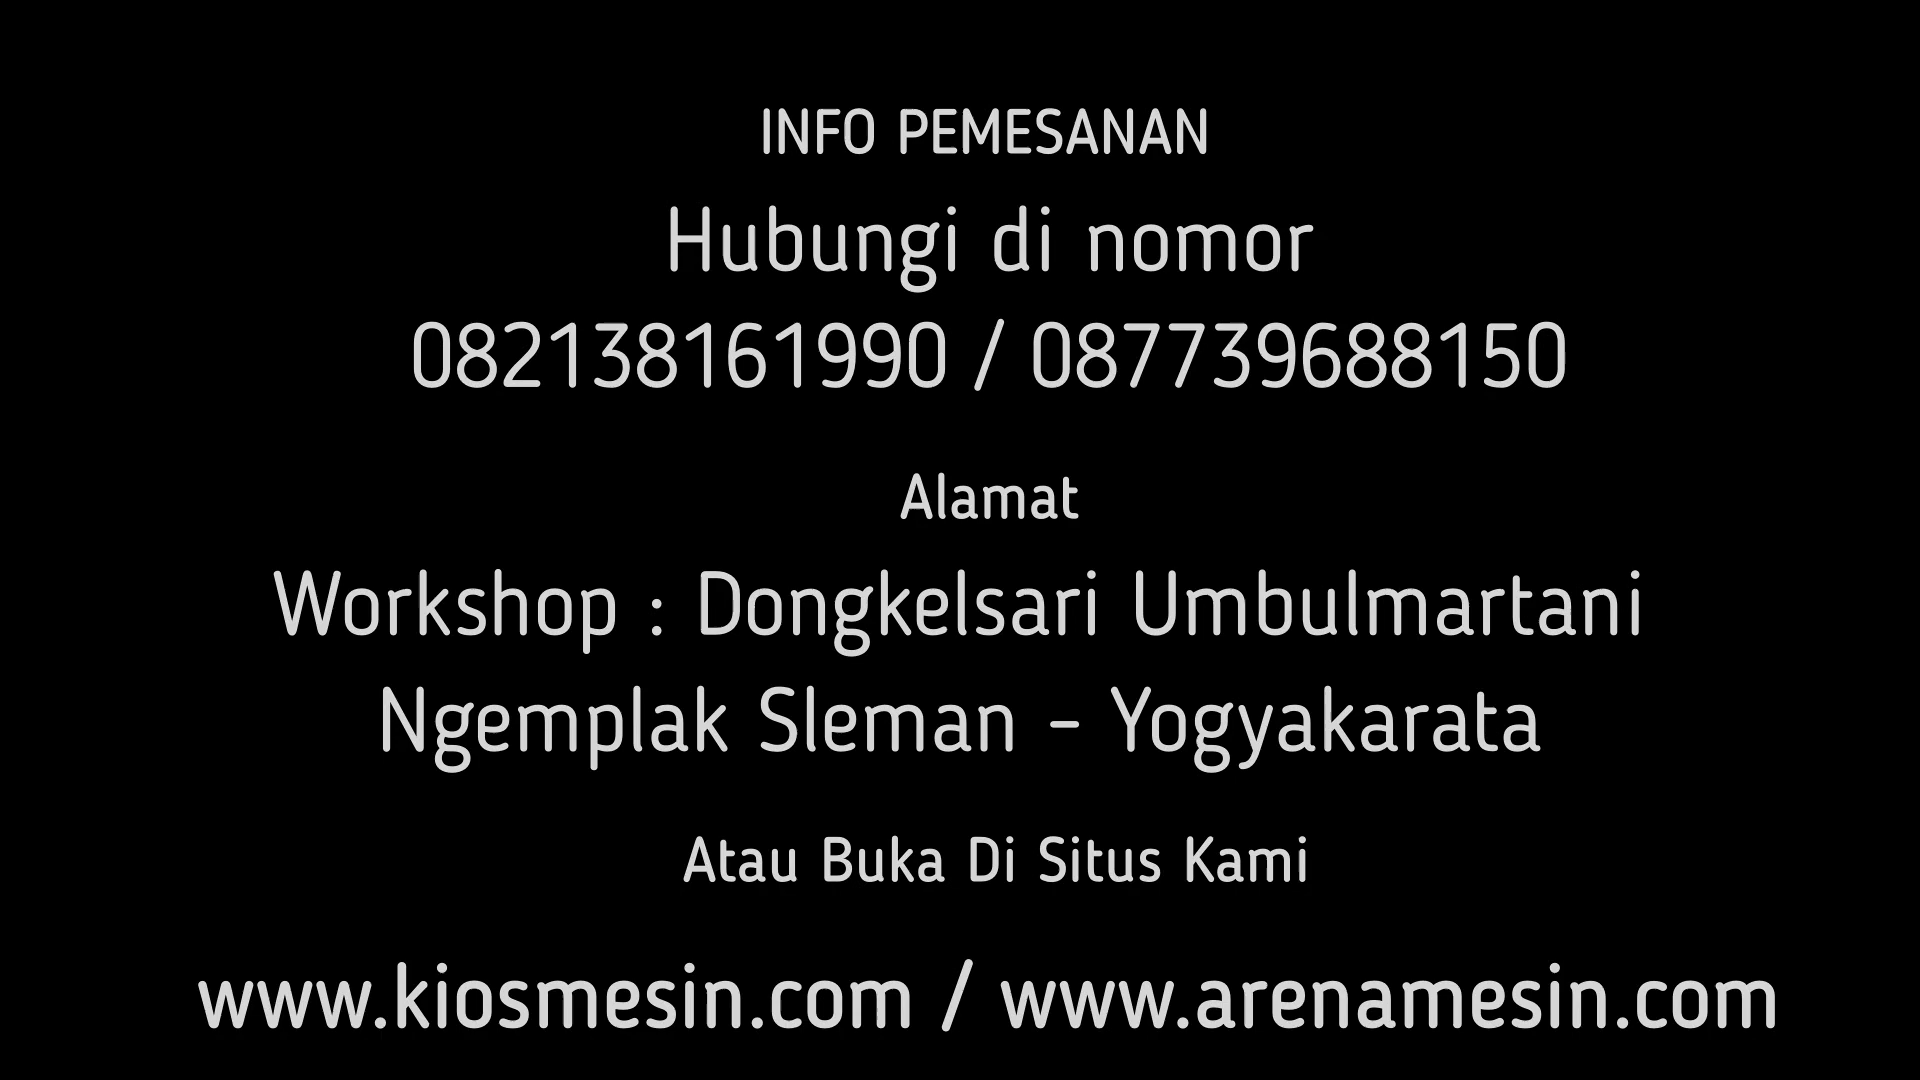 INFO PEMESANAN
Hubungi di nomor
082138161990 / 087739688150
Alamat
Workshop : Dongkelsari Umbulmartani
Ngemplak Sleman - Yogyakarata
Atau Buka Di Situs Kami
www.kiosmesin.com / www.arenamesin.com